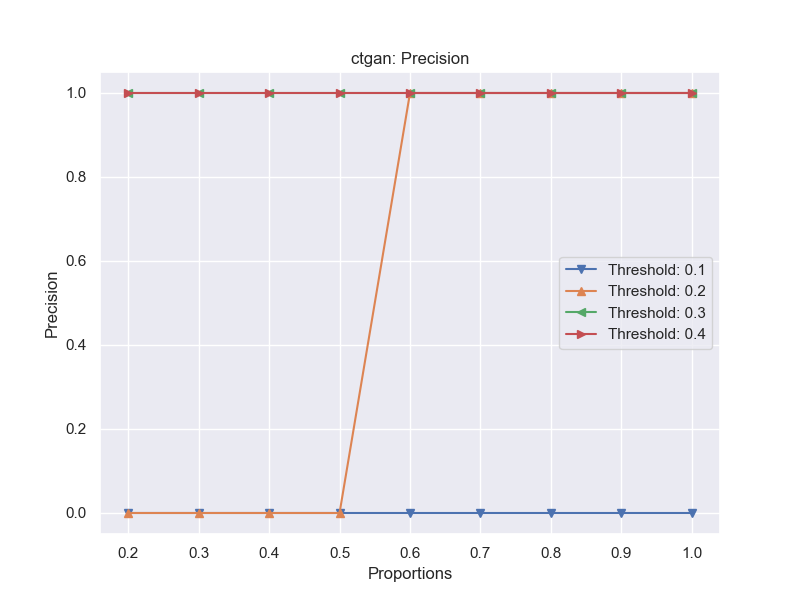 ctgan: Precision
1.0
0.8
0.6
0.4
0.2
0.0
Precision
Threshold: 0.1
Threshold: 0.2
Threshold: 0.3
Threshold: 0.4
0.2 0.3 0.4 0.5 0.6 0.7 0.8 0.9 1.0
Proportions